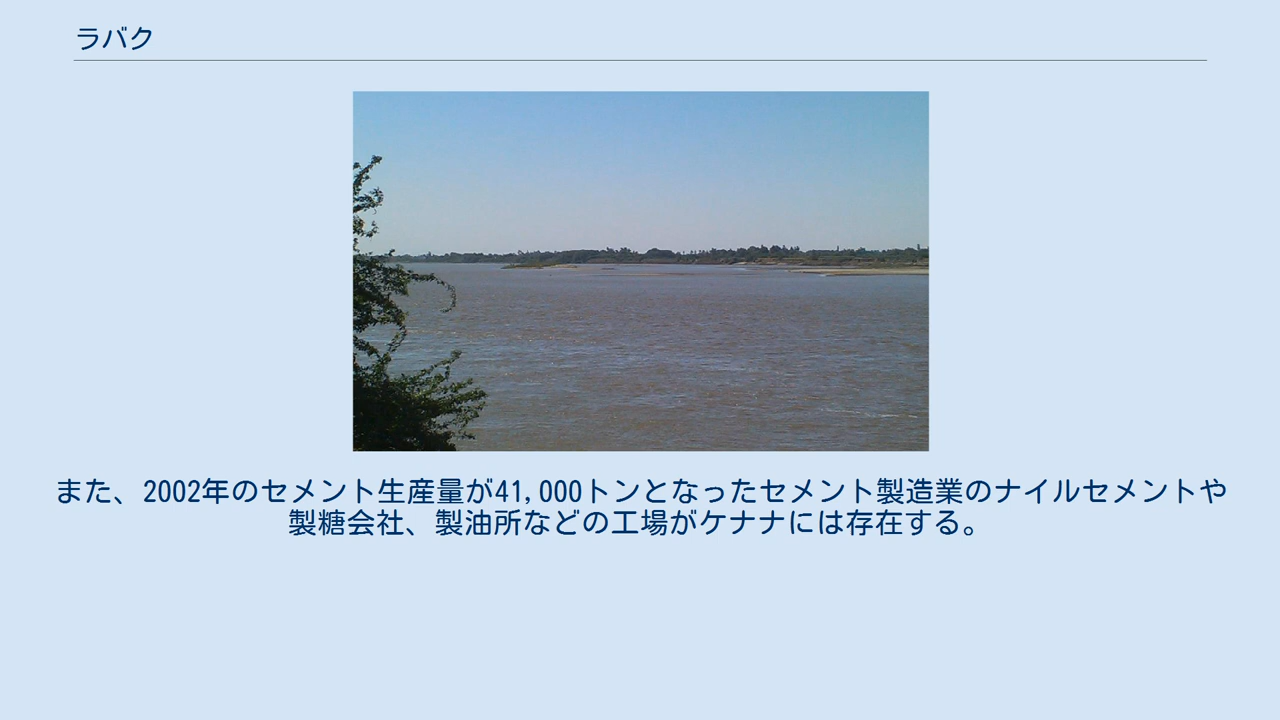 ラバク
また、2002年のセメント生産量が41,000トンとなったセメント製造業のナイルセメントや
製糖会社、製油所などの工場がケナナには存在する。